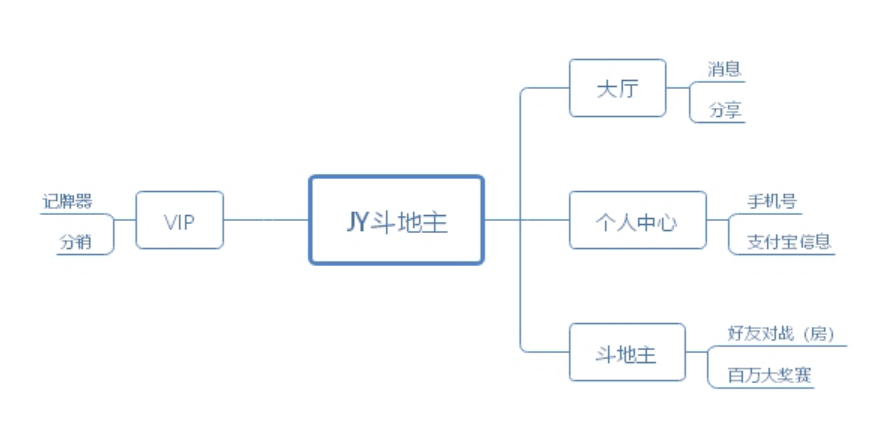 JY斗地主
大厅
消息
分享
个人中心
手机号
支付宝信息
斗地主
好友对战（房）
百万大奖赛
VIP
记牌器
分销